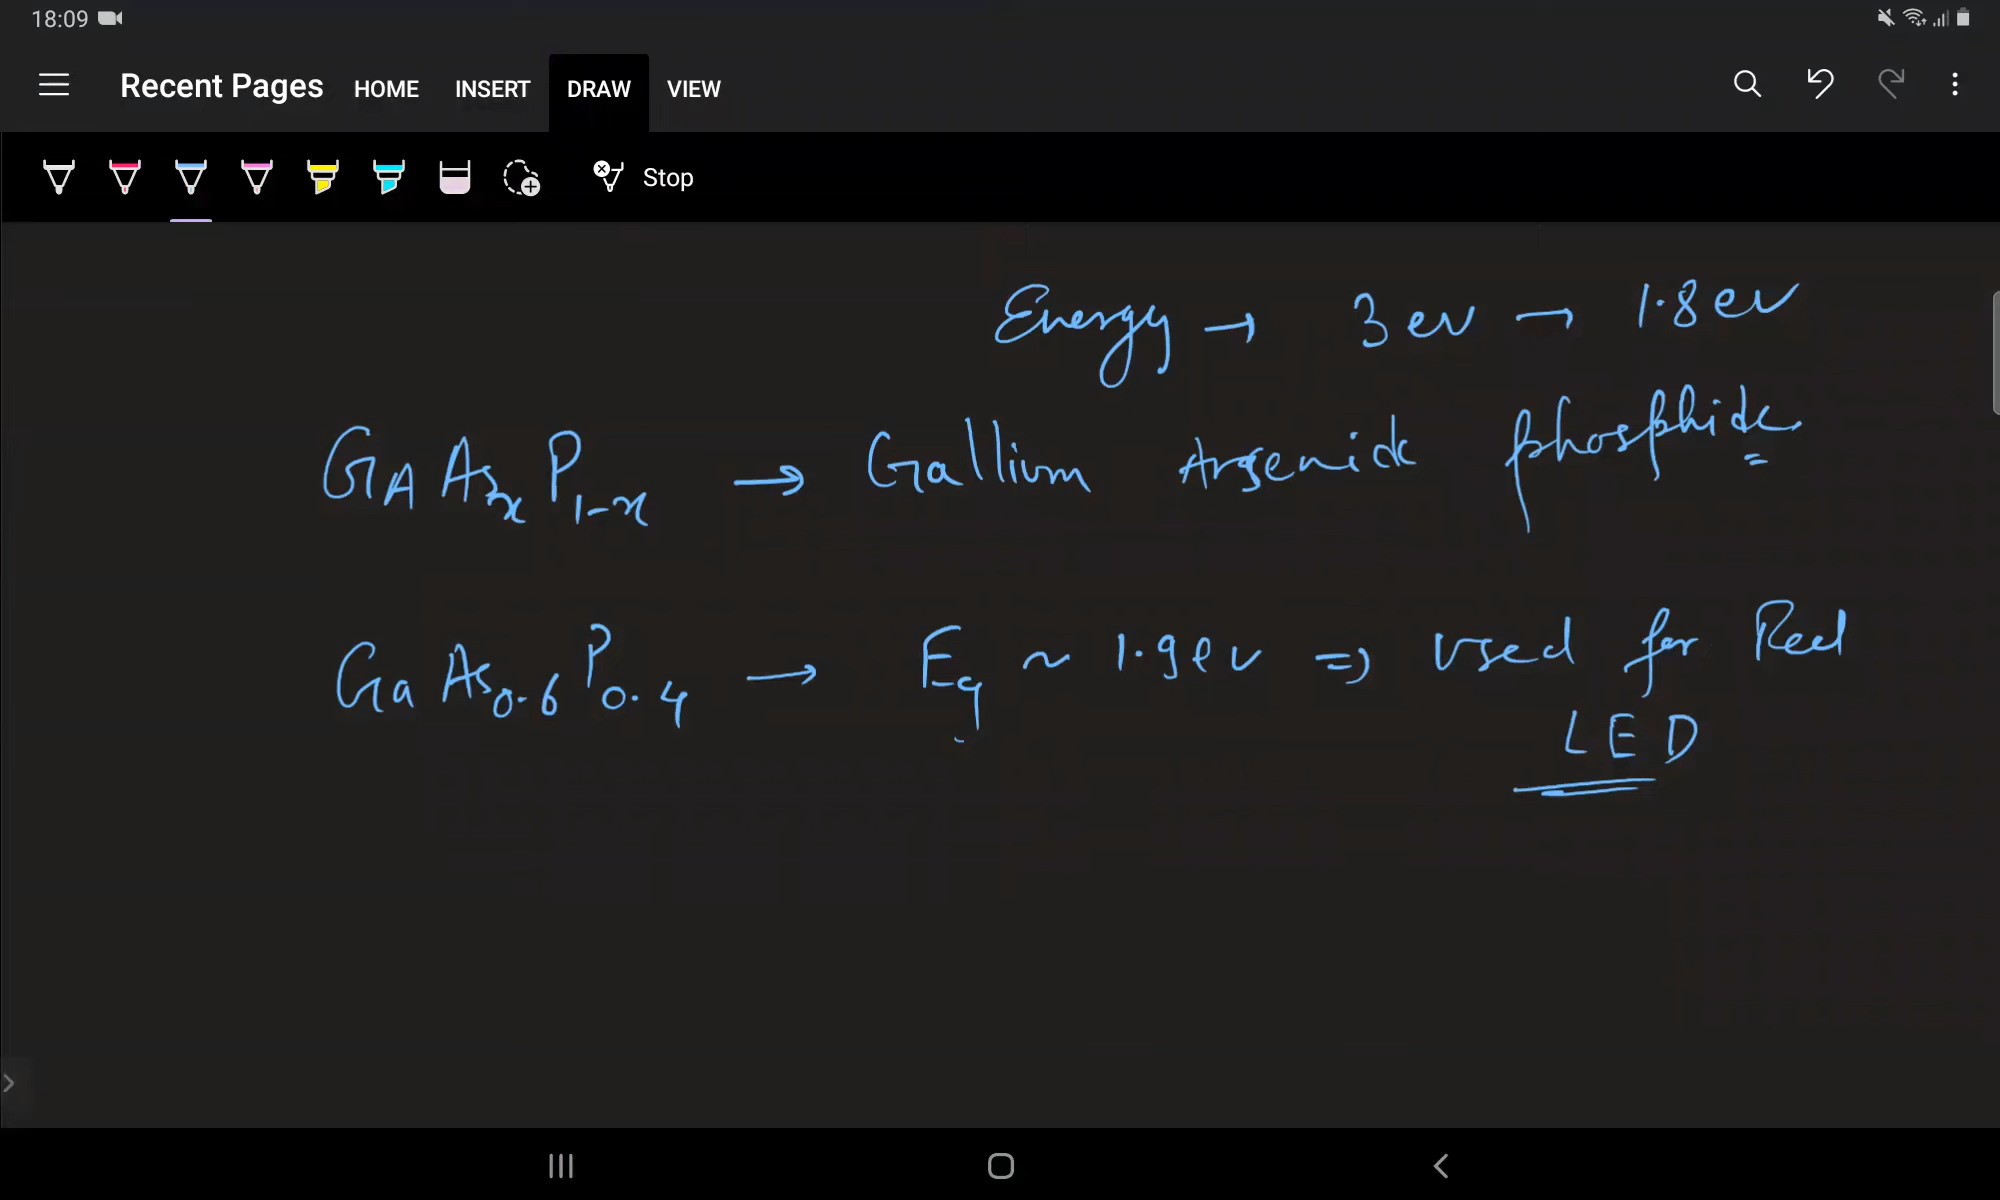 18:09
Recent Pages HOME INSERT DRAW VIEW
Stop
Energy → 3 ev → 1.8 ev
GA Asx P1-x → Gallium Arsenide phosphide
Ga As0.6 P0.4 → Eg ~ 1.9 ev ⇒ used for Red
LED